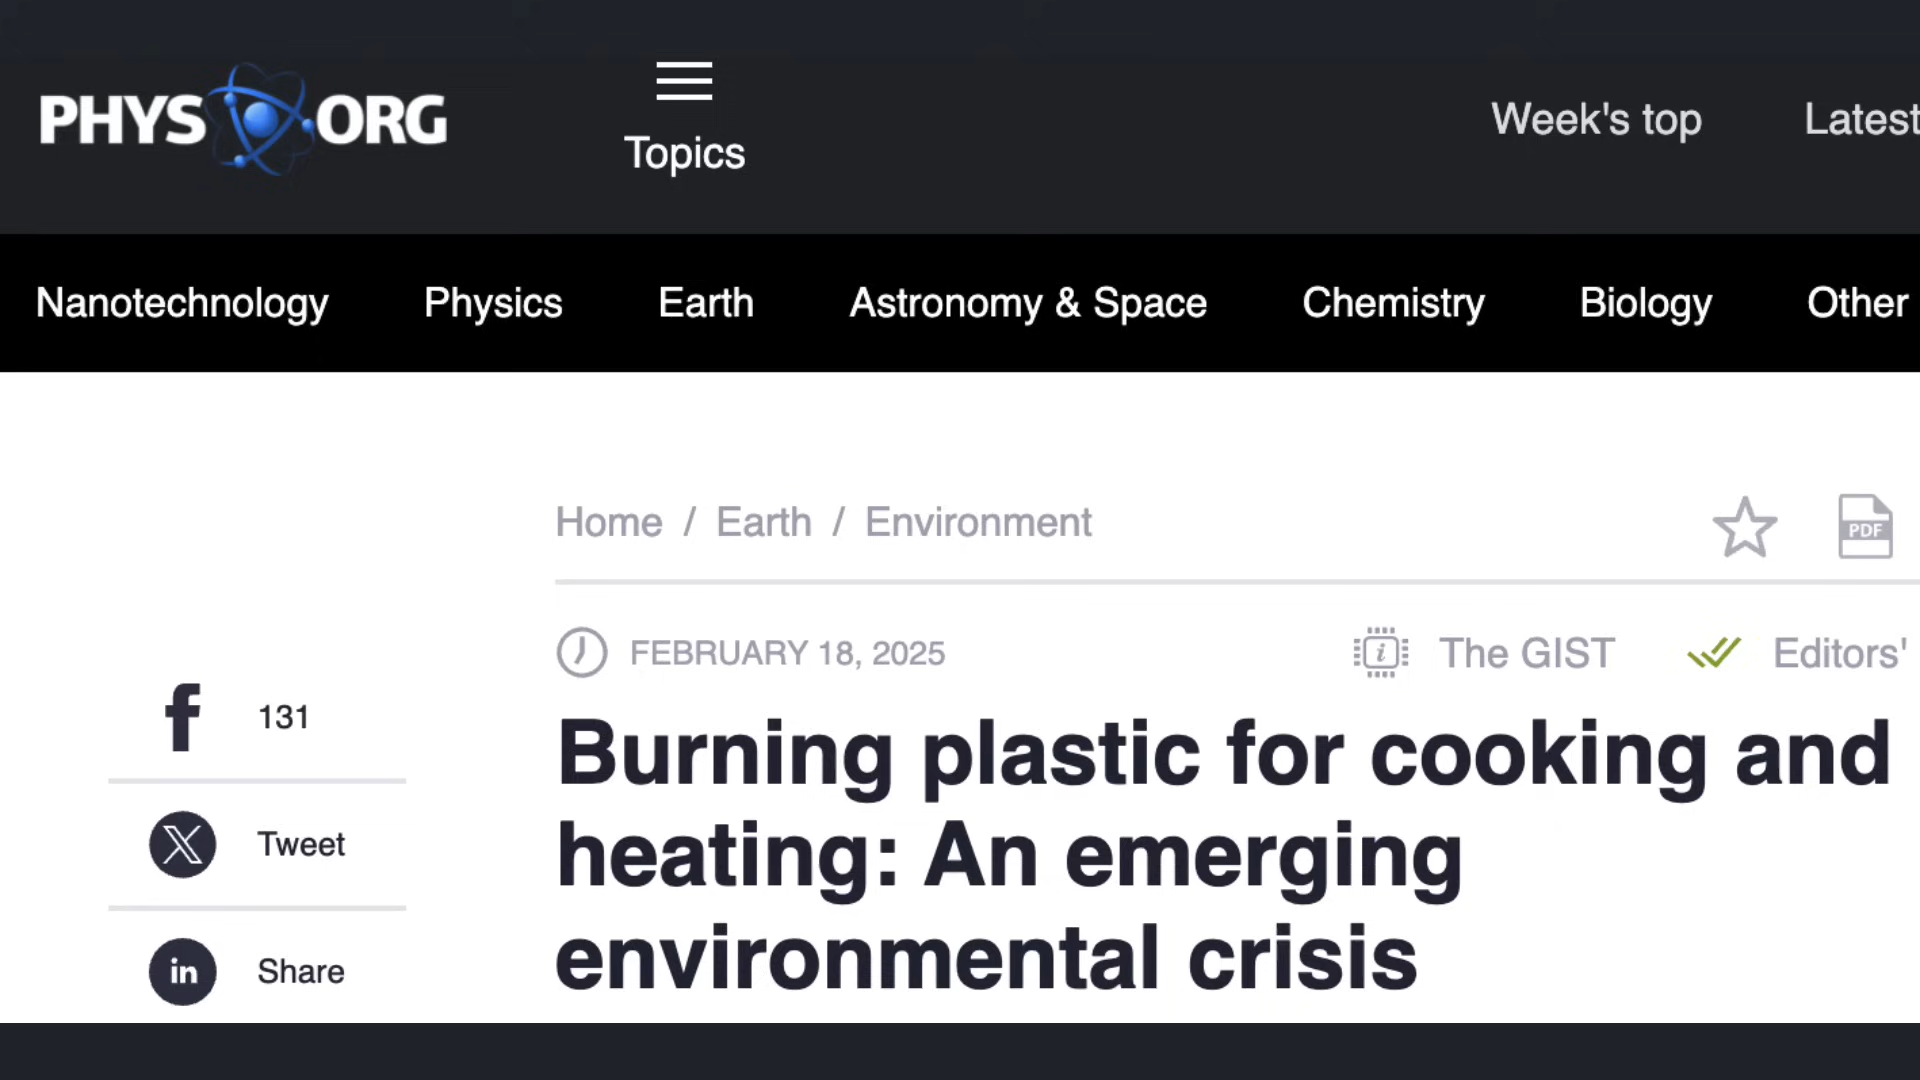 PHYS ORG
Topics
Week's top
Latest
Nanotechnology
Physics
Earth
Astronomy & Space
Chemistry
Biology
Other
Home / Earth / Environment
PDF
FEBRUARY 18, 2025
The GIST
Editors'
131
Tweet
Share
Burning plastic for cooking and
heating: An emerging
environmental crisis